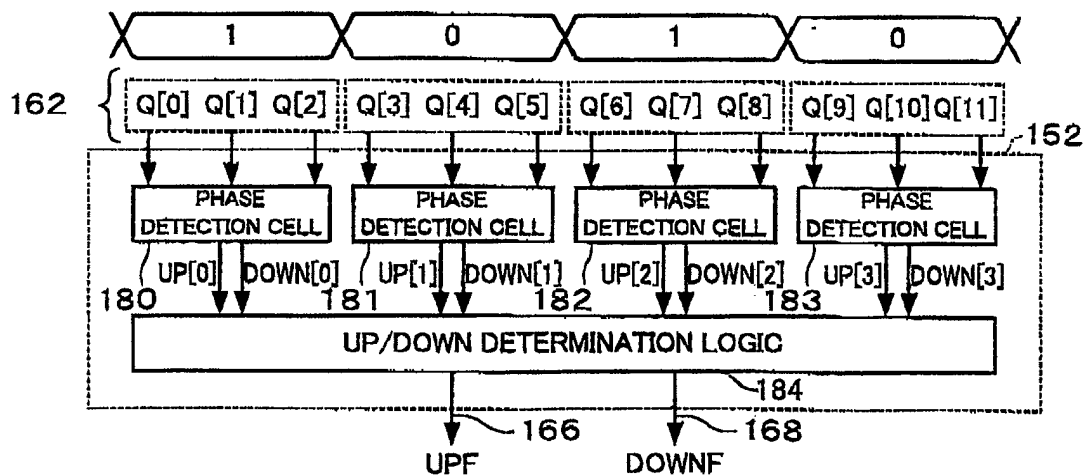 1 0 1 0
162
Q[0] Q[1] Q[2] Q[3] Q[4] Q[5] Q[6] Q[7] Q[8] Q[9] Q[10] Q[11]
152
PHASE DETECTION CELL
PHASE DETECTION CELL
PHASE DETECTION CELL
PHASE DETECTION CELL
UP[0] DOWN[0] UP[1] DOWN[1] UP[2] DOWN[2] UP[3] DOWN[3]
180 181 182 183
UP/DOWN DETERMINATION LOGIC
184
166 168
UPF DOWNF